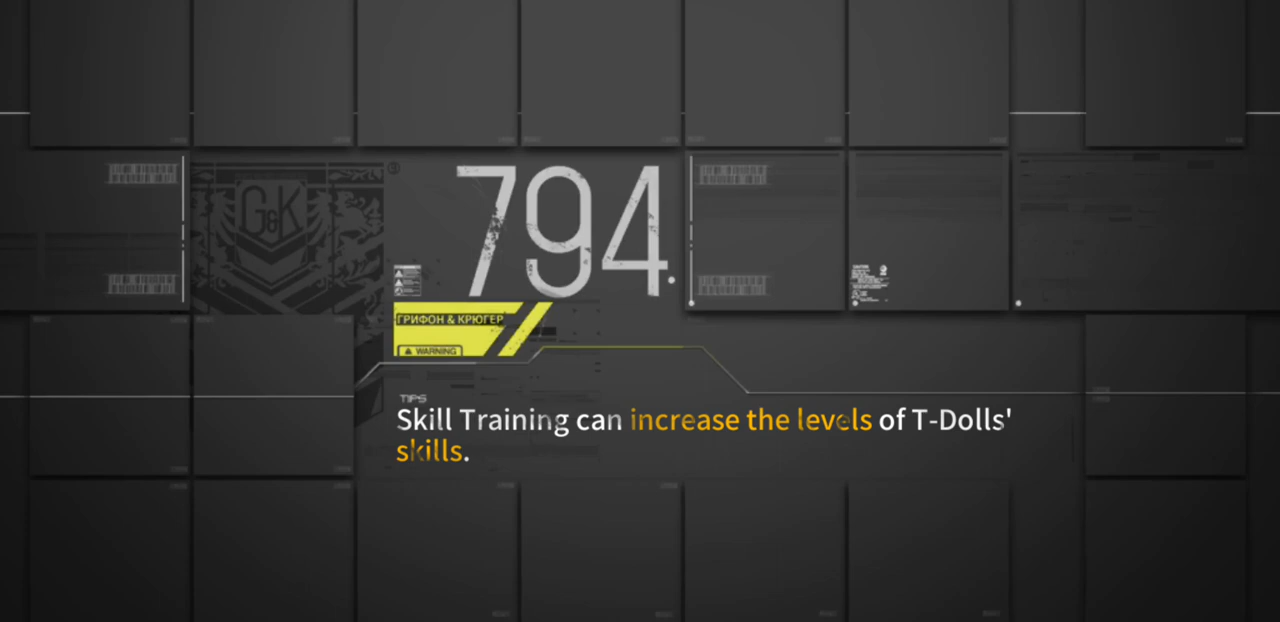 G&K
794.
ГРИФОН & КРЮГЕР
WARNING
TIPS
Skill Training can increase the levels of T-Dolls'
skills.